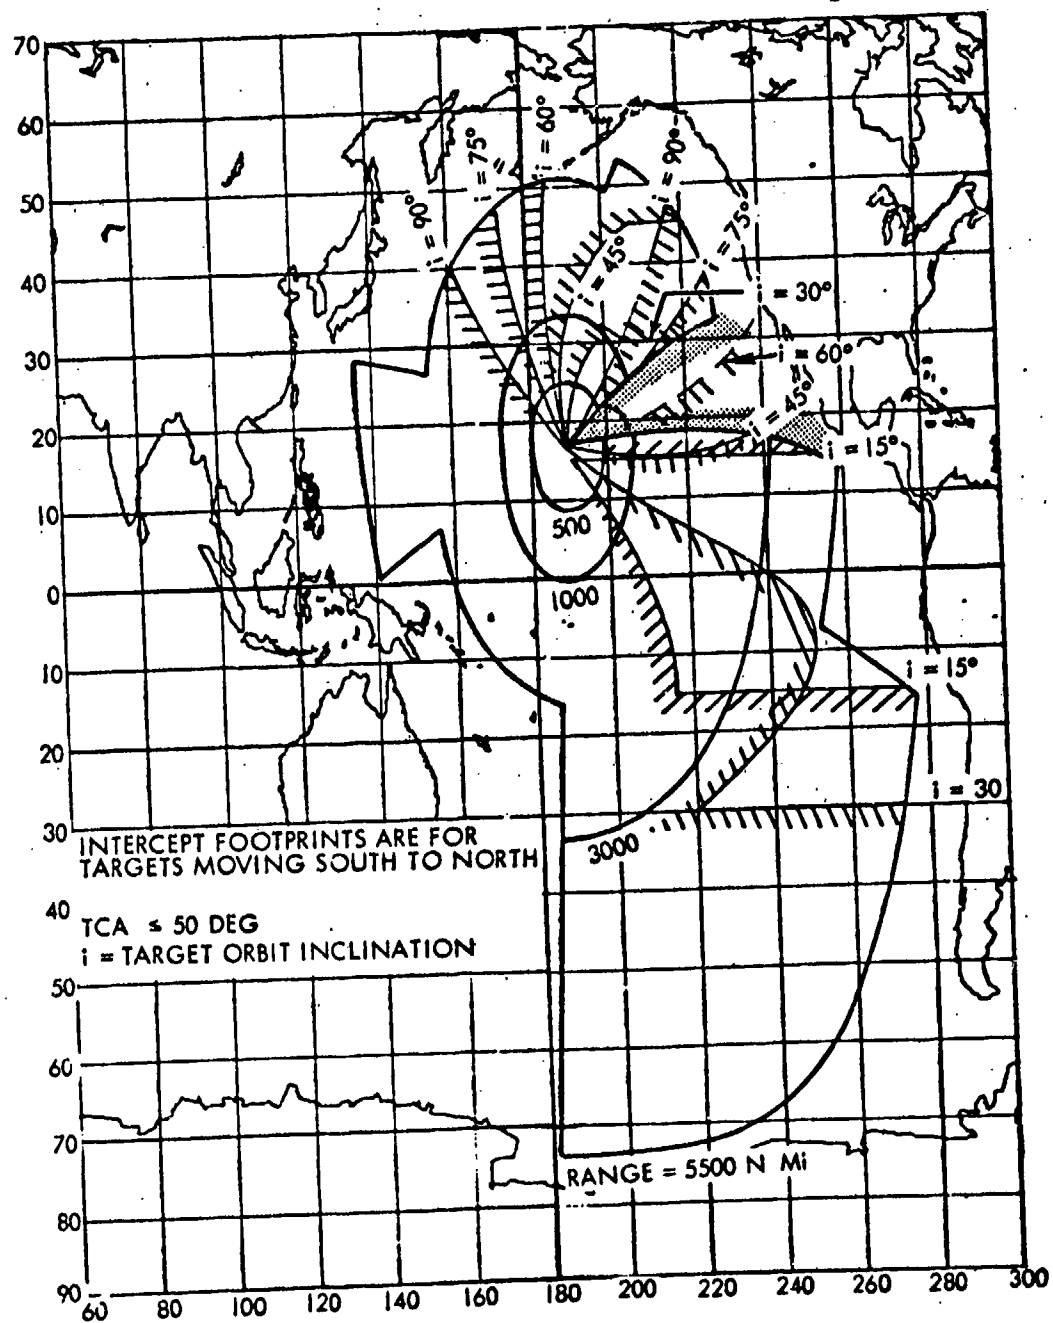 70
60
50
40
30
20
10
0
10
20
30
40
50
60
70
80
90
i = 90°
i = 75°
i = 60°
i = 45°
i = 90°
i = 75°
i = 30°
i = 60°
i = 45°
i = 15°
500
1000
i = 15°
i = 30
3000
INTERCEPT FOOTPRINTS ARE FOR
TARGETS MOVING SOUTH TO NORTH
TCA ≤ 50 DEG
i = TARGET ORBIT INCLINATION
RANGE = 5500 N Mi
60 80 100 120 140 160 180 200 220 240 260 280 300